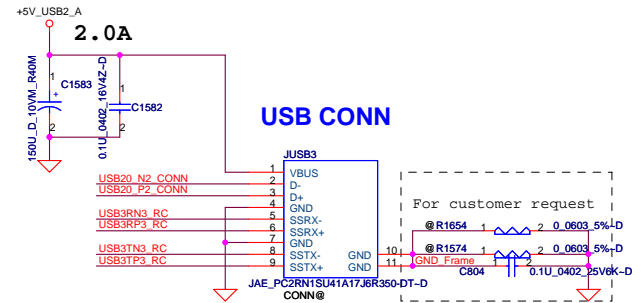 +5V_USB2_A
2.0A
1 C1583 2
150U_D_10VM_R40M
1 C1582 2
0.1U_0402_16V4Z~D
USB CONN
JUSB3
1 VBUS
USB20_N2_CONN 2 D-
USB20_P2_CONN 3 D+
4 GND
USB3RN3_RC 5 SSRX-
USB3RP3_RC 6 SSRX+
7 GND
USB3TN3_RC 8 SSTX- GND 10
USB3TP3_RC 9 SSTX+ GND 11
JAE_PC2RN1SU41A17J6R350-DT~D
CONN@
For customer request
@R1654 1 2 0_0603_5%~D
@R1574 1 2 0_0603_5%~D
GND_Frame 1 2
C804 0.1U_0402_25V6K~D